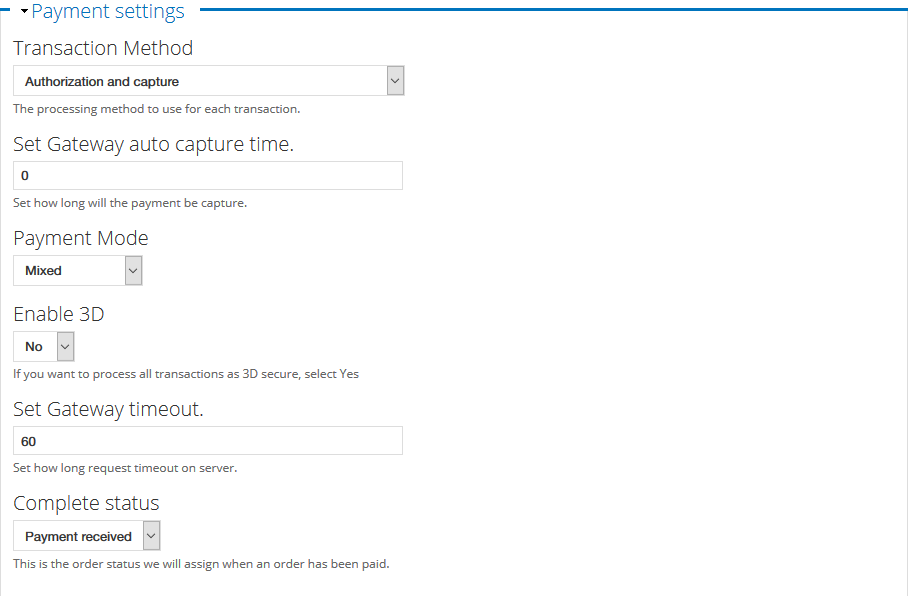 Payment settings
Transaction Method
Authorization and capture
The processing method to use for each transaction.
Set Gateway auto capture time.
0
Set how long will the payment be capture.
Payment Mode
Mixed
Enable 3D
No
If you want to process all transactions as 3D secure, select Yes
Set Gateway timeout.
60
Set how long request timeout on server.
Complete status
Payment received
This is the order status we will assign when an order has been paid.